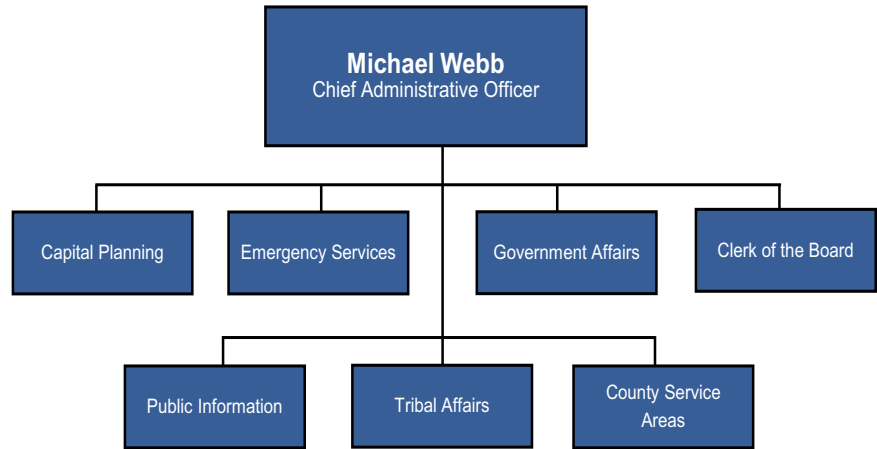 Michael Webb
Chief Administrative Officer
Capital Planning
Emergency Services
Government Affairs
Clerk of the Board
Public Information
Tribal Affairs
County Service
Areas